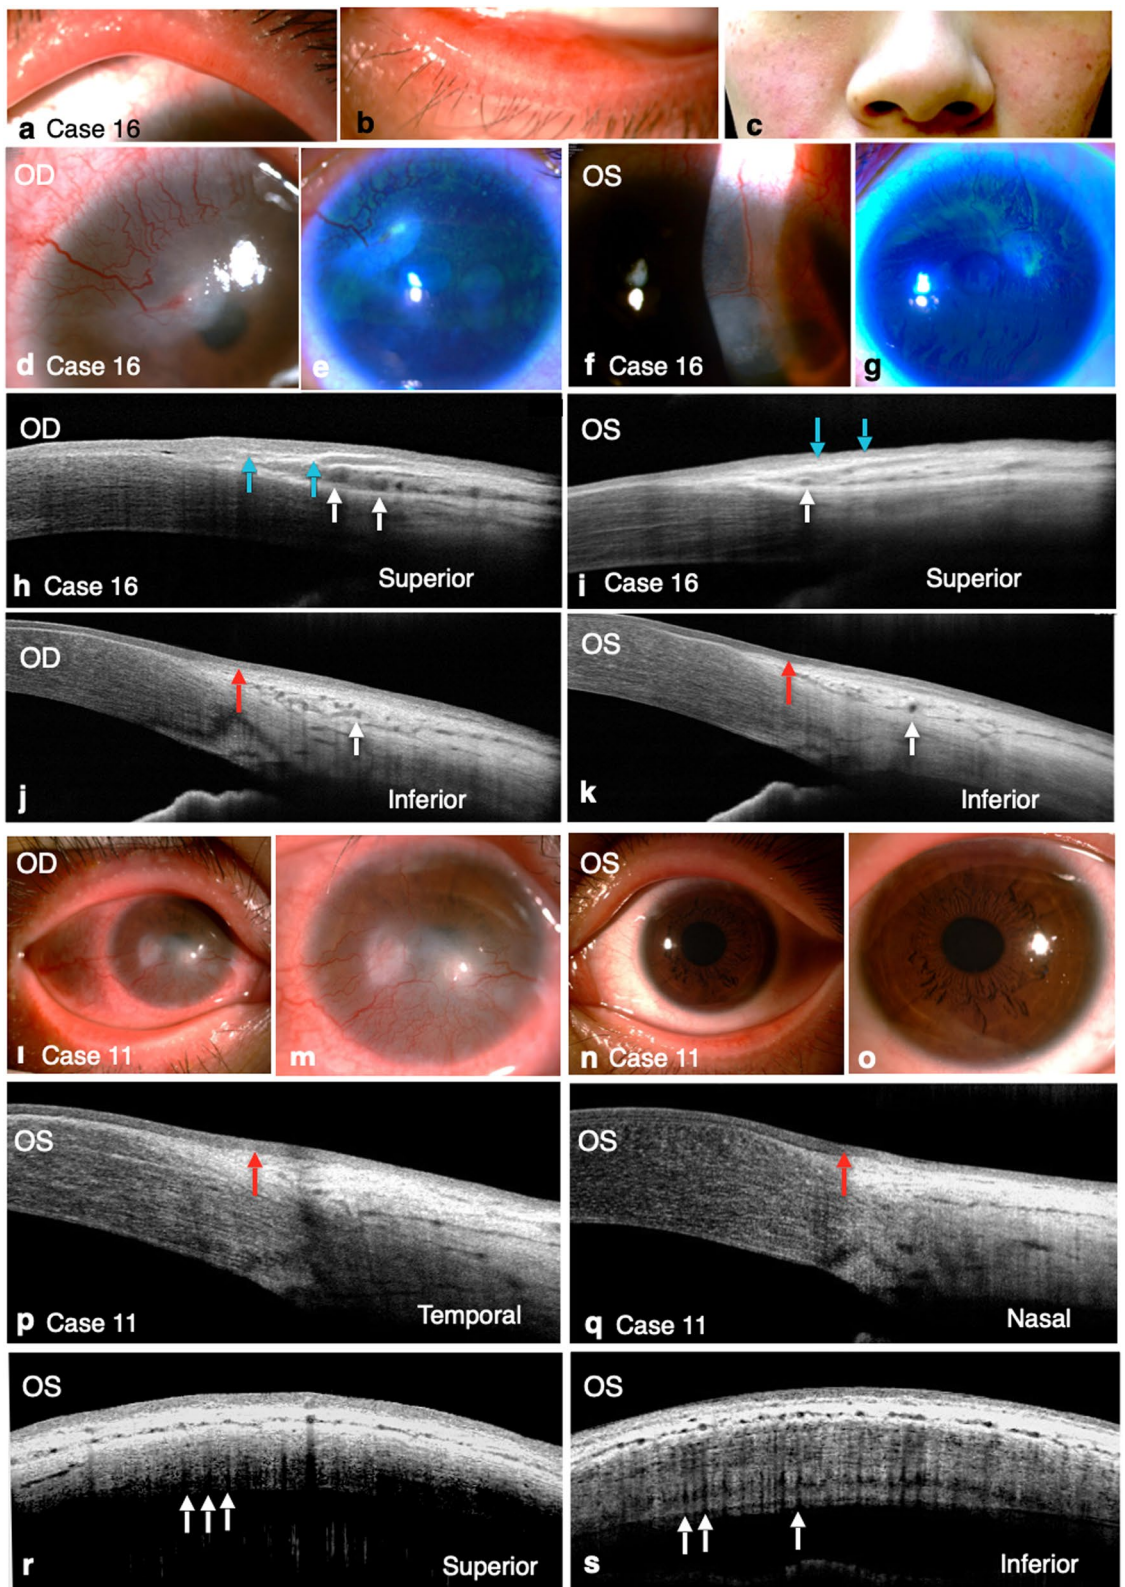 a Case 16
b
c
OD
d Case 16
e
OS
f Case 16
g
OD
h Case 16
Superior
OS
i Case 16
Superior
OD
j
Inferior
OS
k
Inferior
OD
l Case 11
m
OS
n Case 11
o
OS
p Case 11
Temporal
OS
q Case 11
Nasal
OS
r
Superior
OS
s
Inferior